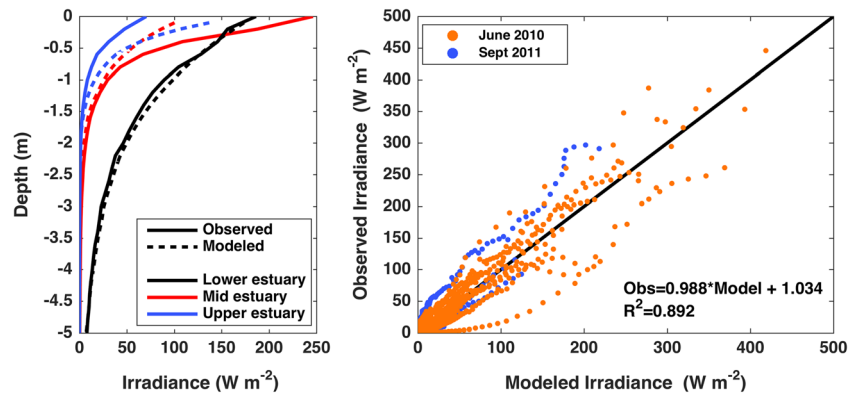 0
-0.5
-1
-1.5
-2
-2.5
-3
-3.5
-4
-4.5
-5
Depth (m)
Observed
Modeled
Lower estuary
Mid estuary
Upper estuary
0 50 100 150 200 250
Irradiance (W m⁻²)
Observed Irradiance
(W m⁻²)
500
450
400
350
300
250
200
150
100
50
0
June 2010
Sept 2011
Obs=0.988*Model + 1.034
R²=0.892
0 100 200 300 400 500
Modeled Irradiance (W m⁻²)